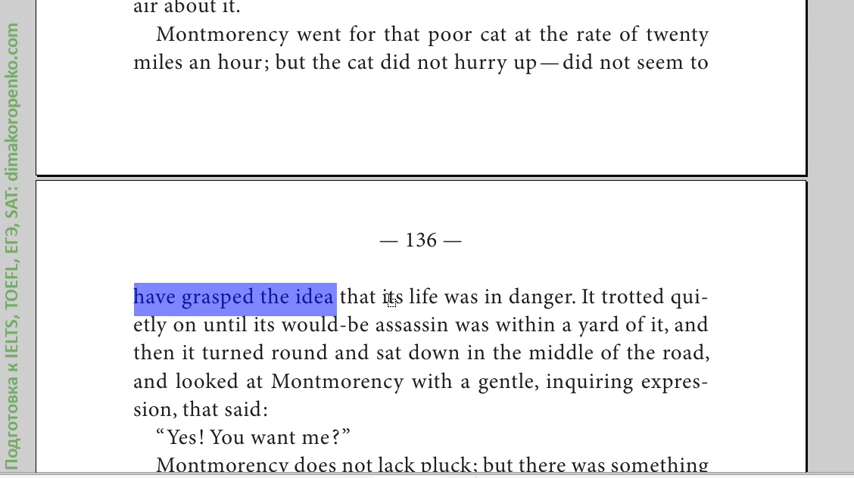 Подготовка к IELTS, TOEFL, ЕГЭ, SAT: dimakoropenko.com
air about it.
Montmorency went for that poor cat at the rate of twenty
miles an hour; but the cat did not hurry up — did not seem to
— 136 —
have grasped the idea that its life was in danger. It trotted qui-
etly on until its would-be assassin was within a yard of it, and
then it turned round and sat down in the middle of the road,
and looked at Montmorency with a gentle, inquiring expres-
sion, that said:
“Yes! You want me?”
Montmorency does not lack pluck; but there was something